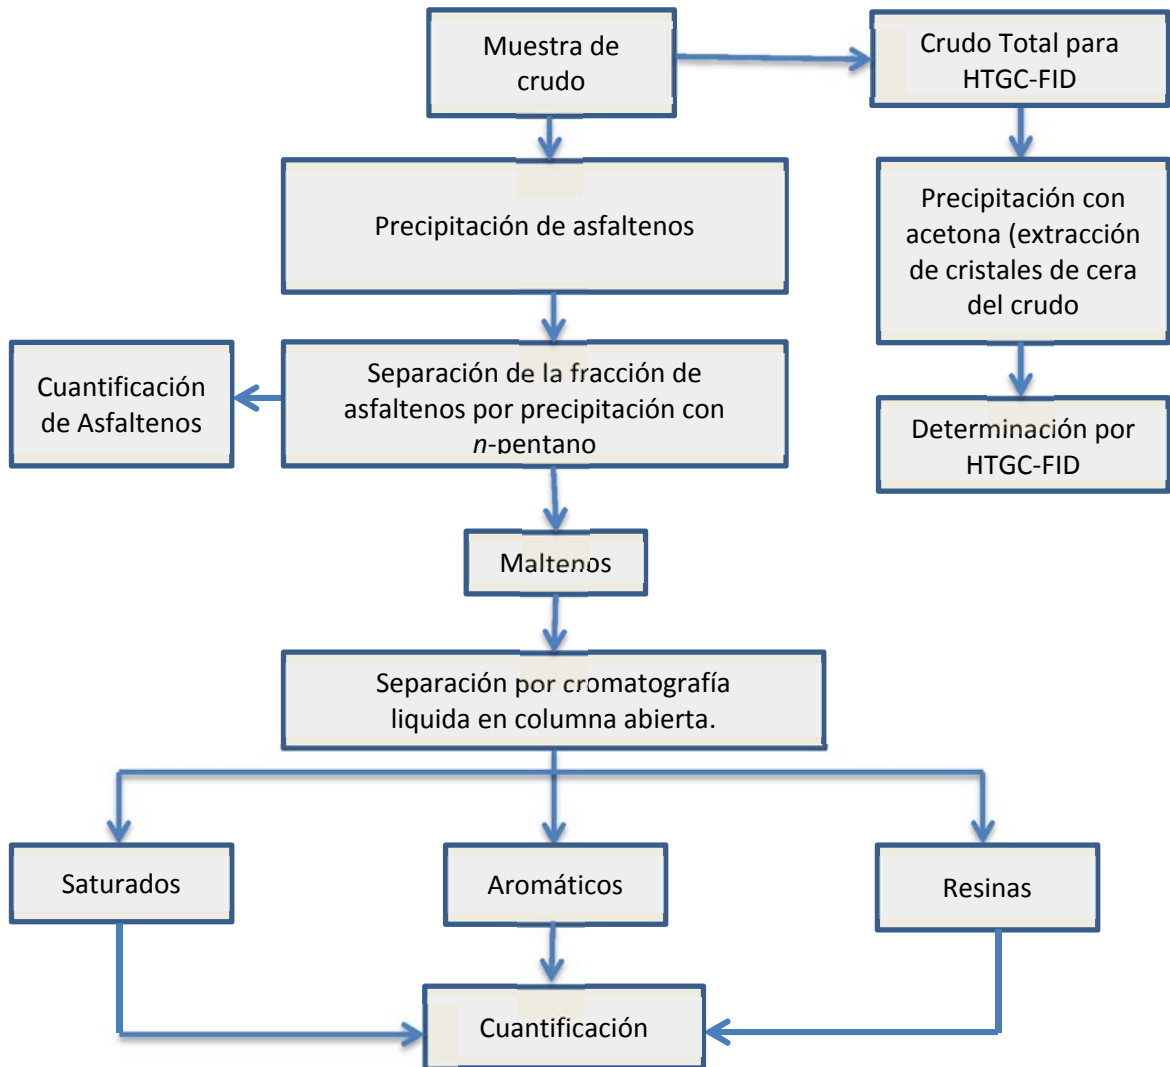 Muestra de
crudo
Crudo Total para
HTGC-FID
Precipitación de asfaltenos
Precipitación con
acetona (extracción
de cristales de cera
del crudo
Cuantificación
de Asfaltenos
Separación de la fracción de
asfaltenos por precipitación con
n-pentano
Determinación por
HTGC-FID
Maltenos
Separación por cromatografía
liquida en columna abierta.
Saturados
Aromáticos
Resinas
Cuantificación